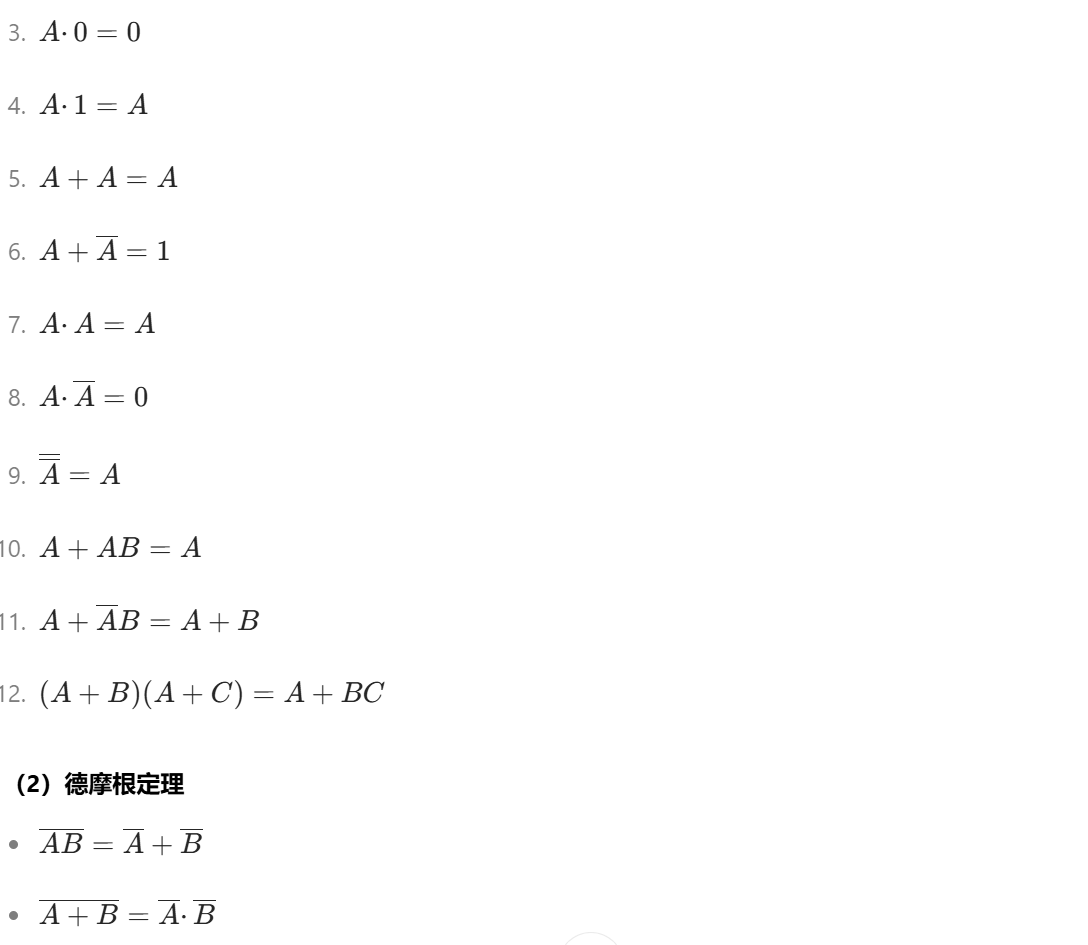 3. A · 0 = 0
4. A · 1 = A
5. A + A = A
6. A + A̅ = 1
7. A · A = A
8. A · A̅ = 0
9. A̿ = A
10. A + AB = A
11. A + A̅B = A + B
12. (A + B)(A + C) = A + BC
（2）德摩根定理
• A̅B̅ = A̅ + B̅
• A̅ ̅+̅ ̅B̅ = A̅ · B̅